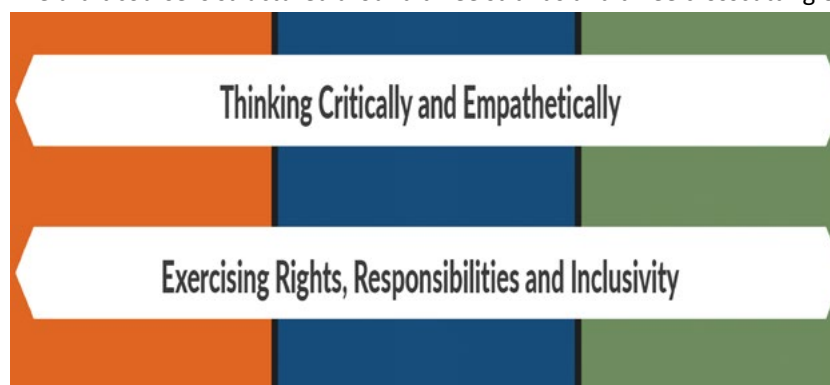 Thinking Critically and Empathetically
Exercising Rights, Responsibilities and Inclusivity